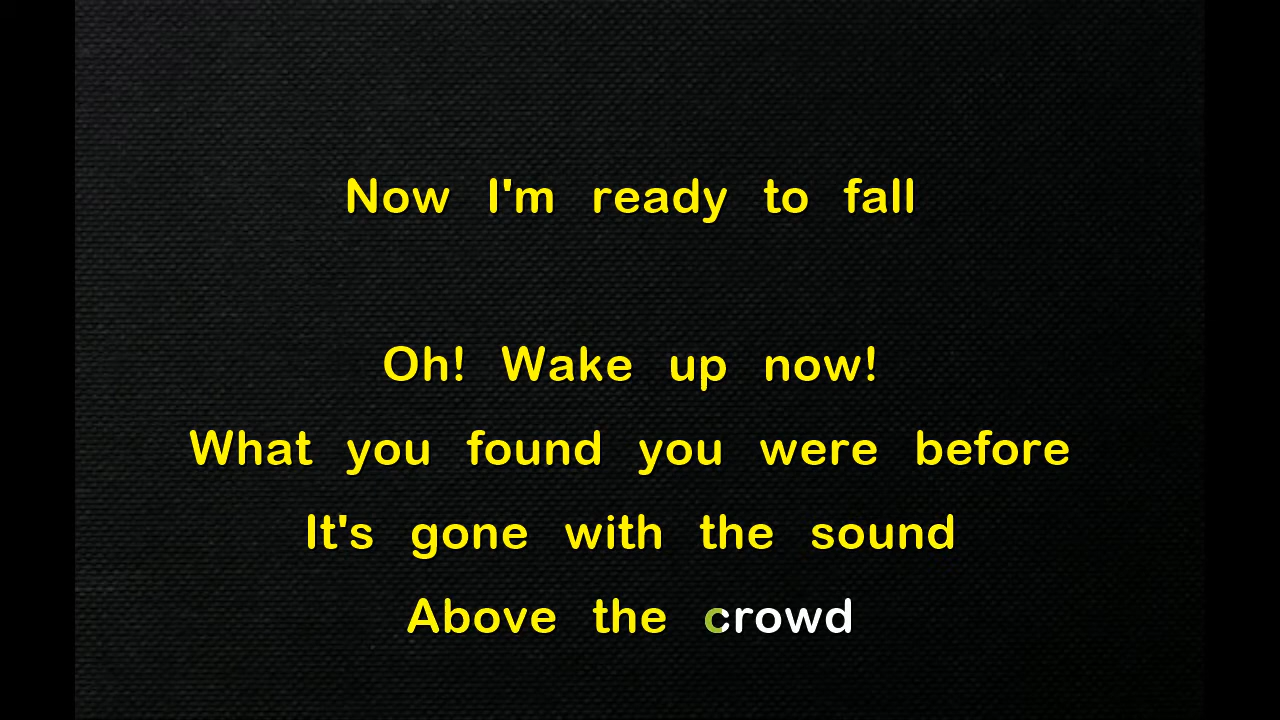 Now I'm ready to fall
Oh! Wake up now!
What you found you were before
It's gone with the sound
Above the crowd